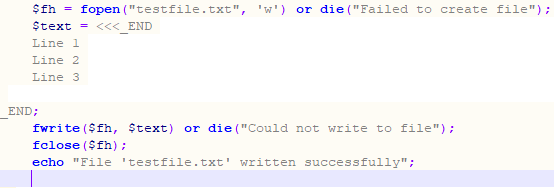 $fh = fopen("testfile.txt", 'w') or die("Failed to create file");
$text = <<<_END
Line 1
Line 2
Line 3
_END;
fwrite($fh, $text) or die("Could not write to file");
fclose($fh);
echo "File 'testfile.txt' written successfully";